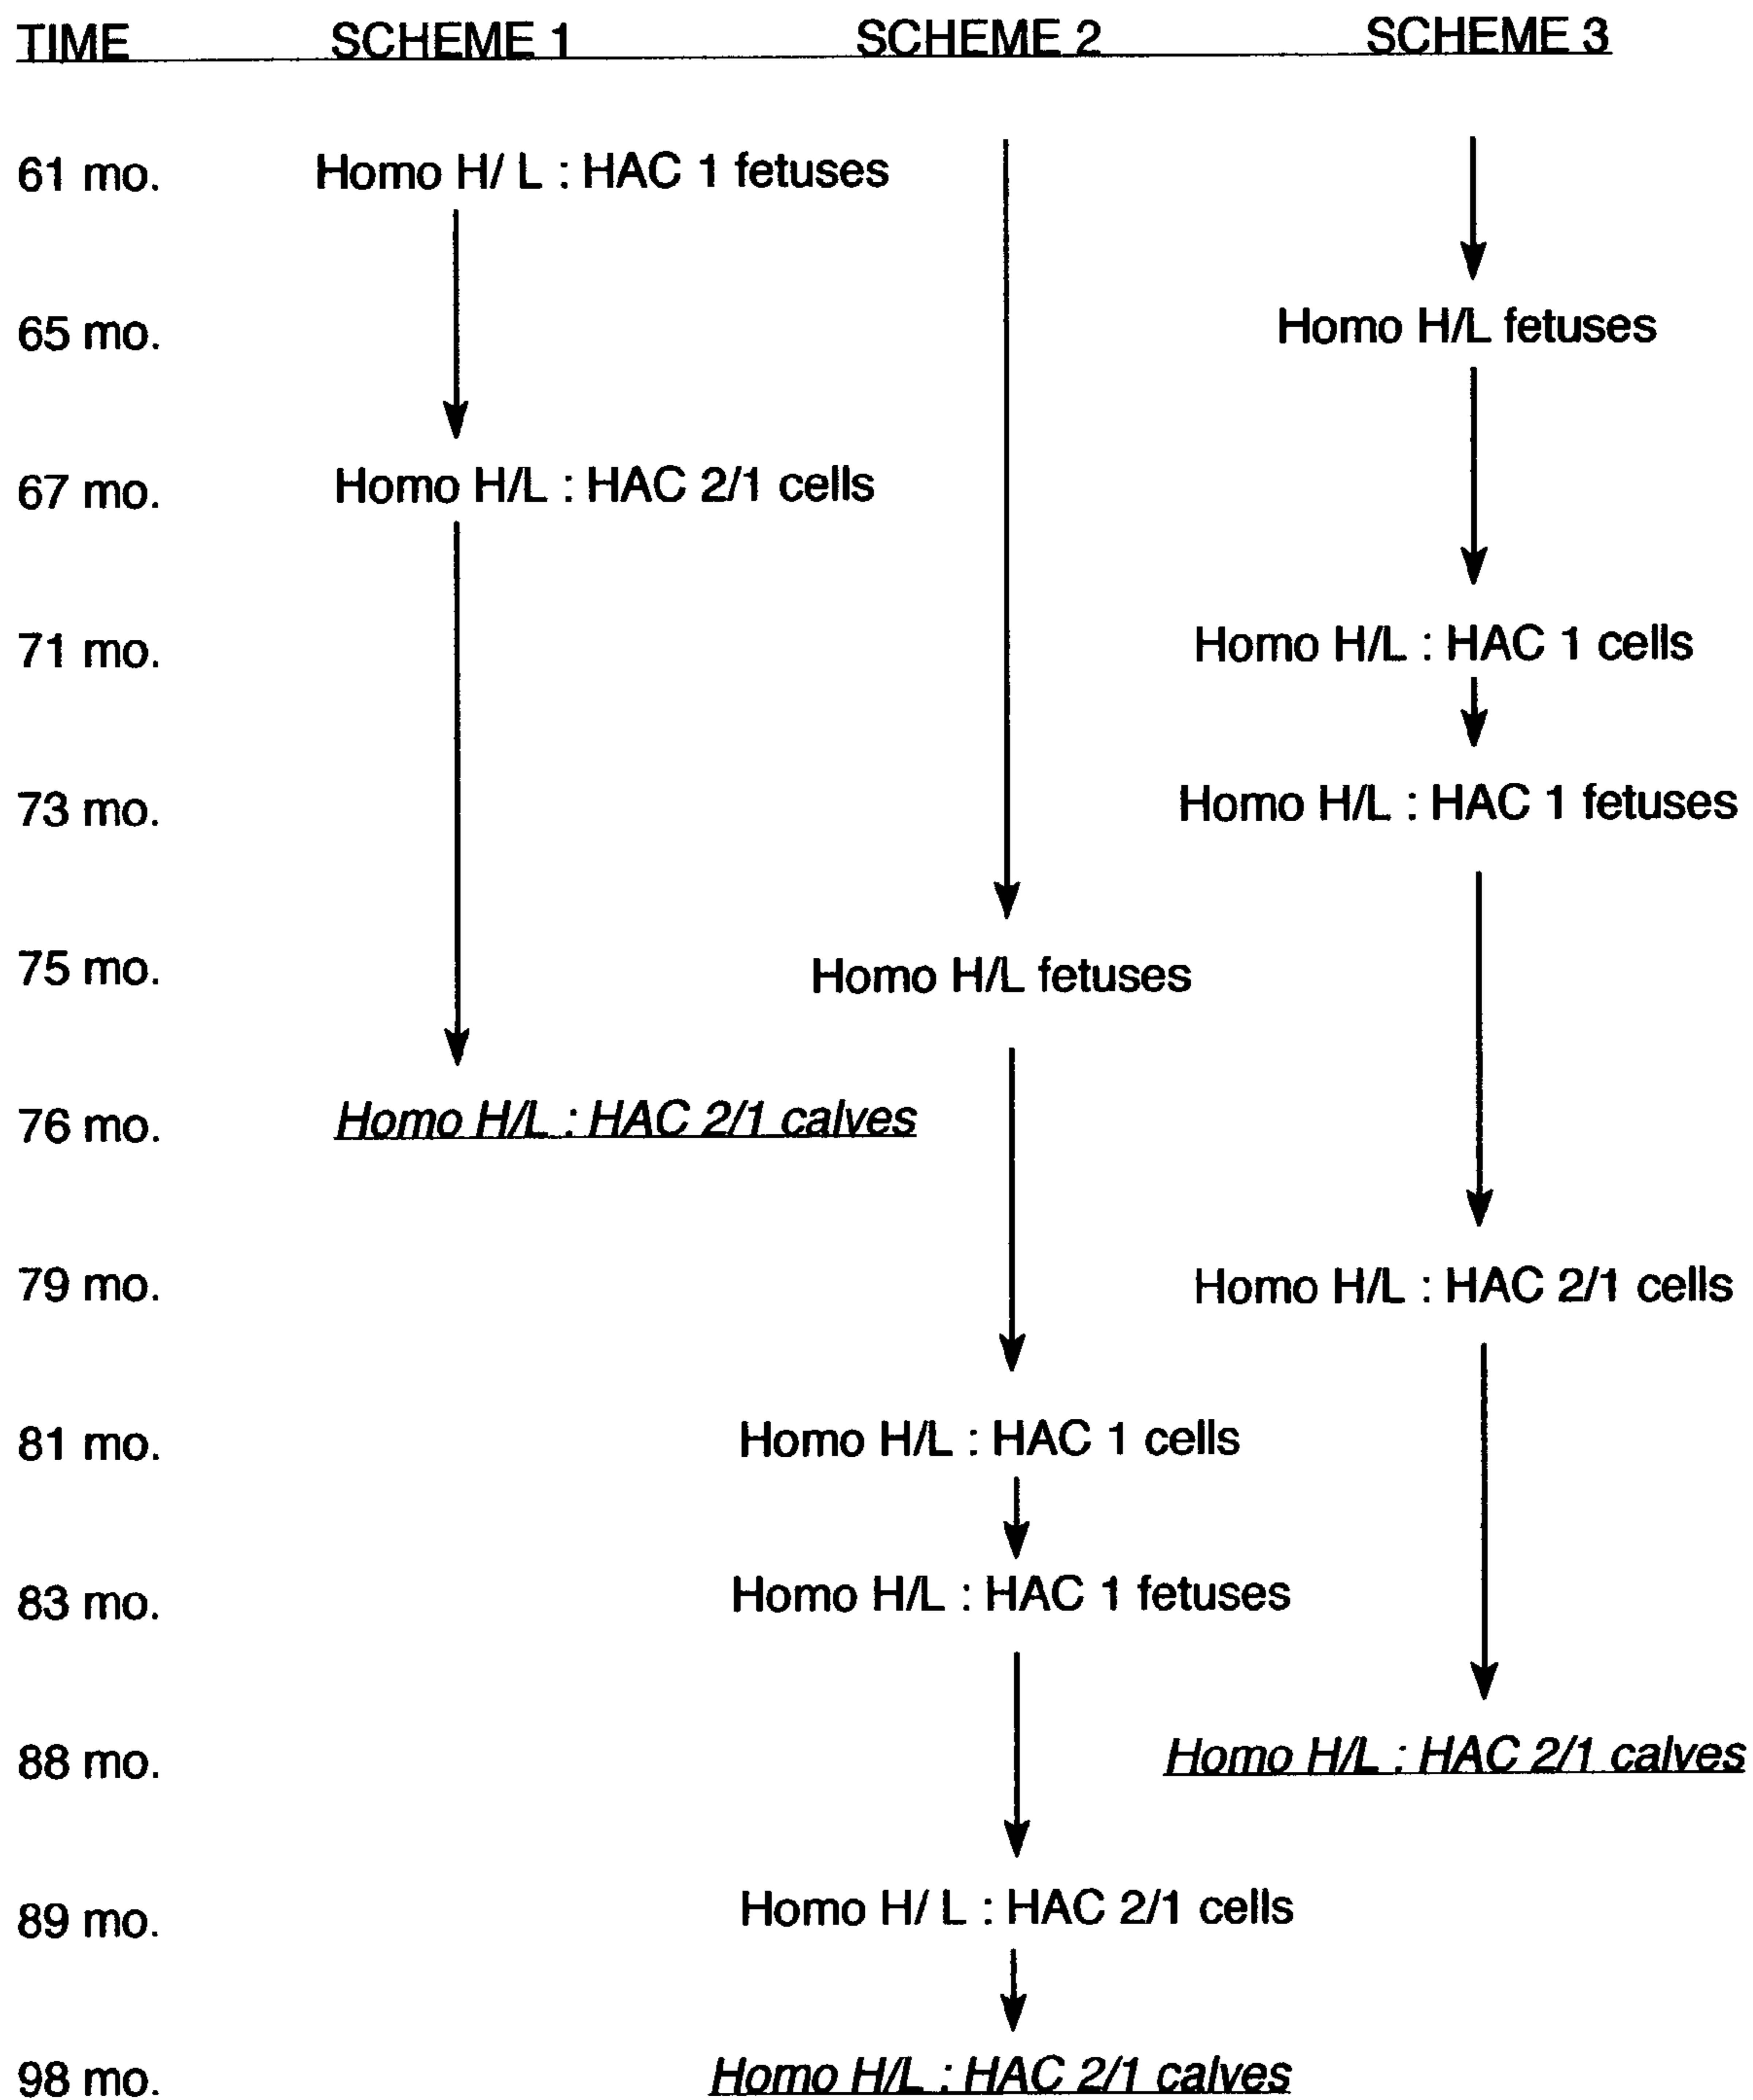 TIME SCHEME 1 SCHEME 2 SCHEME 3
61 mo. Homo H/ L : HAC 1 fetuses
65 mo. Homo H/L fetuses
67 mo. Homo H/L : HAC 2/1 cells
71 mo. Homo H/L : HAC 1 cells
73 mo. Homo H/L : HAC 1 fetuses
75 mo. Homo H/L fetuses
76 mo. Homo H/L : HAC 2/1 calves
79 mo. Homo H/L : HAC 2/1 cells
81 mo. Homo H/L : HAC 1 cells
83 mo. Homo H/L : HAC 1 fetuses
88 mo. Homo H/L : HAC 2/1 calves
89 mo. Homo H/ L : HAC 2/1 cells
98 mo. Homo H/L : HAC 2/1 calves